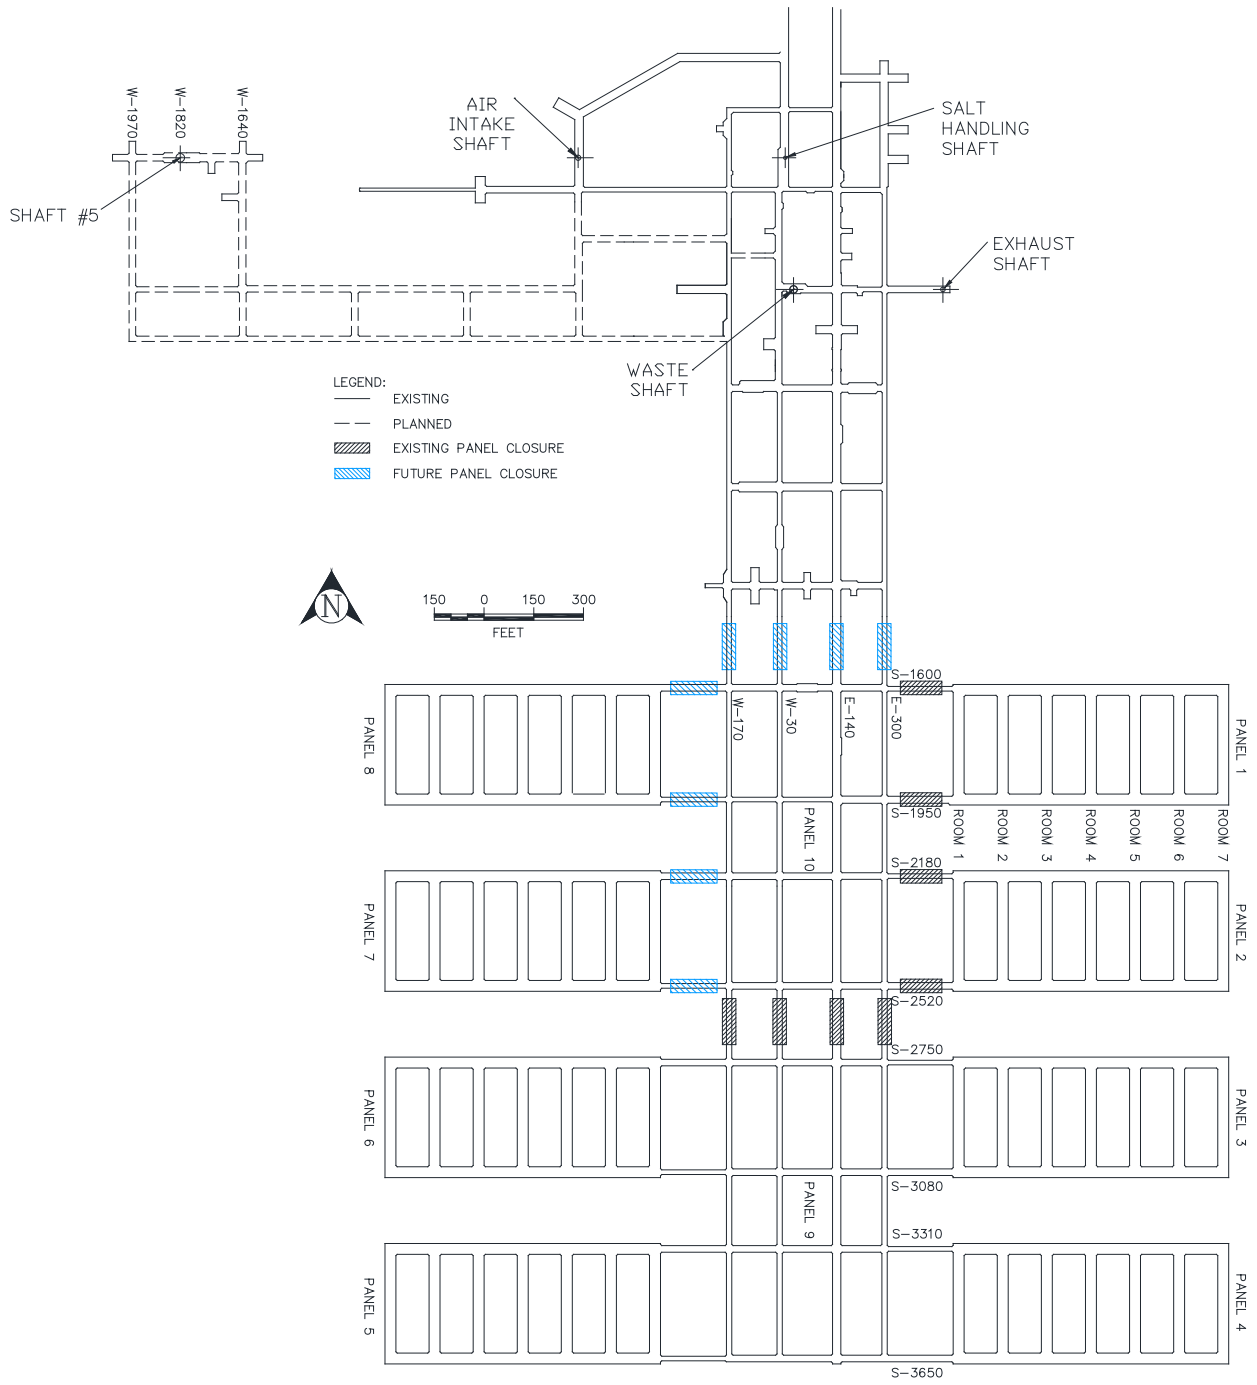 W-1970
W-1820
W-1640
AIR
INTAKE
SHAFT
SALT
HANDLING
SHAFT
SHAFT #5
EXHAUST
SHAFT
WASTE
SHAFT
LEGEND:
EXISTING
PLANNED
EXISTING PANEL CLOSURE
FUTURE PANEL CLOSURE
N
150 0 150 300
FEET
S-1600
W-170
W-30
E-140
E-300
PANEL 8
PANEL 1
S-1950
PANEL 10
ROOM 1
ROOM 2
ROOM 3
ROOM 4
ROOM 5
ROOM 6
ROOM 7
S-2180
PANEL 7
PANEL 2
S-2520
S-2750
PANEL 6
PANEL 3
S-3080
PANEL 9
S-3310
PANEL 5
PANEL 4
S-3650